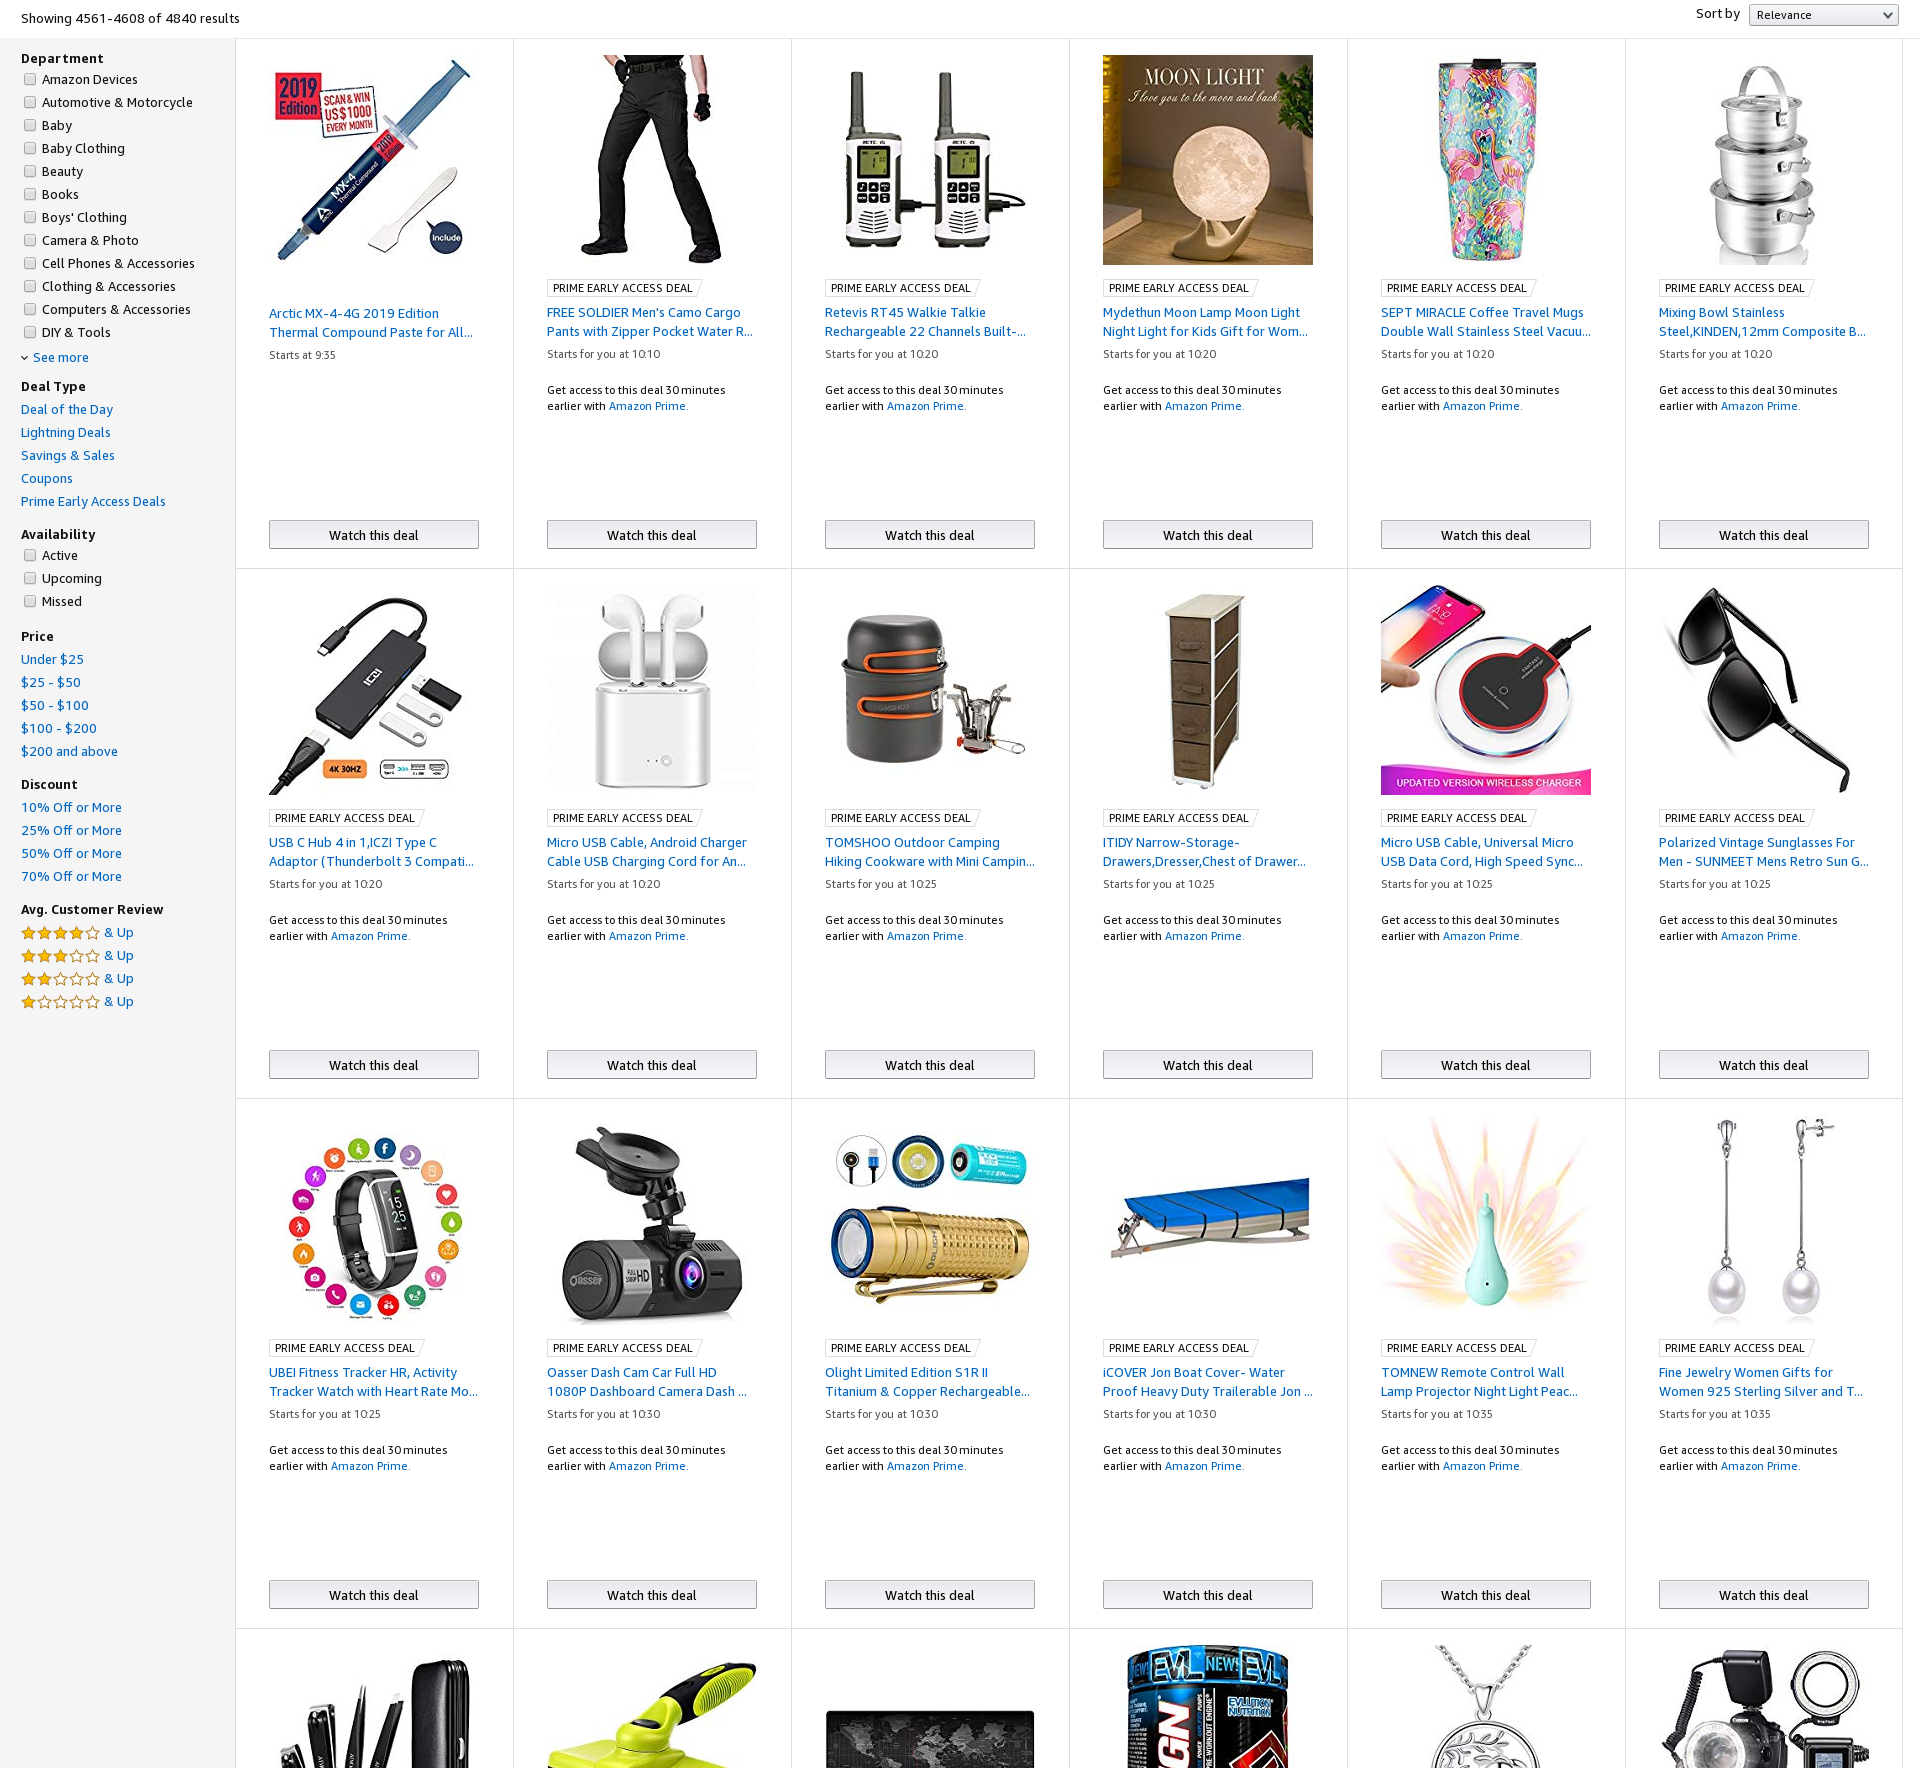 Showing 4561-4608 of 4840 results
Sort by
Relevance
Department
Amazon Devices
Automotive & Motorcycle
Baby
Baby Clothing
Beauty
Books
Boys' Clothing
Camera & Photo
Cell Phones & Accessories
Clothing & Accessories
Computers & Accessories
DIY & Tools
See more
Deal Type
Deal of the Day
Lightning Deals
Savings & Sales
Coupons
Prime Early Access Deals
Availability
Active
Upcoming
Missed
Price
Under $25
$25 - $50
$50 - $100
$100 - $200
$200 and above
Discount
10% Off or More
25% Off or More
50% Off or More
70% Off or More
Avg. Customer Review
& Up
& Up
& Up
& Up
2019
Edition
SCAN & WIN
US$1000
EVERY MONTH
2019
MX-4
Thermal Compound
Include
Arctic MX-4-4G 2019 Edition
Thermal Compound Paste for All...
Starts at 9:35
Watch this deal
PRIME EARLY ACCESS DEAL
FREE SOLDIER Men's Camo Cargo
Pants with Zipper Pocket Water R...
Starts for you at 10:10
Get access to this deal 30 minutes
earlier with Amazon Prime.
Watch this deal
PRIME EARLY ACCESS DEAL
Retevis RT45 Walkie Talkie
Rechargeable 22 Channels Built-...
Starts for you at 10:20
Get access to this deal 30 minutes
earlier with Amazon Prime.
Watch this deal
MOON LIGHT
I love you to the moon and back
PRIME EARLY ACCESS DEAL
Mydethun Moon Lamp Moon Light
Night Light for Kids Gift for Wom...
Starts for you at 10:20
Get access to this deal 30 minutes
earlier with Amazon Prime.
Watch this deal
PRIME EARLY ACCESS DEAL
SEPT MIRACLE Coffee Travel Mugs
Double Wall Stainless Steel Vacuu...
Starts for you at 10:20
Get access to this deal 30 minutes
earlier with Amazon Prime.
Watch this deal
PRIME EARLY ACCESS DEAL
Mixing Bowl Stainless
Steel,KINDEN,12mm Composite B...
Starts for you at 10:20
Get access to this deal 30 minutes
earlier with Amazon Prime.
Watch this deal
ICZI
4K 30HZ
PRIME EARLY ACCESS DEAL
USB C Hub 4 in 1,ICZI Type C
Adaptor (Thunderbolt 3 Compati...
Starts for you at 10:20
Get access to this deal 30 minutes
earlier with Amazon Prime.
Watch this deal
PRIME EARLY ACCESS DEAL
Micro USB Cable, Android Charger
Cable USB Charging Cord for An...
Starts for you at 10:20
Get access to this deal 30 minutes
earlier with Amazon Prime.
Watch this deal
PRIME EARLY ACCESS DEAL
TOMSHOO Outdoor Camping
Hiking Cookware with Mini Campin...
Starts for you at 10:25
Get access to this deal 30 minutes
earlier with Amazon Prime.
Watch this deal
PRIME EARLY ACCESS DEAL
ITIDY Narrow-Storage-
Drawers,Dresser,Chest of Drawer...
Starts for you at 10:25
Get access to this deal 30 minutes
earlier with Amazon Prime.
Watch this deal
UPDATED VERSION WIRELESS CHARGER
PRIME EARLY ACCESS DEAL
Micro USB Cable, Universal Micro
USB Data Cord, High Speed Sync...
Starts for you at 10:25
Get access to this deal 30 minutes
earlier with Amazon Prime.
Watch this deal
PRIME EARLY ACCESS DEAL
Polarized Vintage Sunglasses For
Men - SUNMEET Mens Retro Sun G...
Starts for you at 10:25
Get access to this deal 30 minutes
earlier with Amazon Prime.
Watch this deal
15
25
PRIME EARLY ACCESS DEAL
UBEI Fitness Tracker HR, Activity
Tracker Watch with Heart Rate Mo...
Starts for you at 10:25
Get access to this deal 30 minutes
earlier with Amazon Prime.
Watch this deal
Oasser
FULL HD
1080P
PRIME EARLY ACCESS DEAL
Oasser Dash Cam Car Full HD
1080P Dashboard Camera Dash ...
Starts for you at 10:30
Get access to this deal 30 minutes
earlier with Amazon Prime.
Watch this deal
OLIGHT
PRIME EARLY ACCESS DEAL
Olight Limited Edition S1R II
Titanium & Copper Rechargeable...
Starts for you at 10:30
Get access to this deal 30 minutes
earlier with Amazon Prime.
Watch this deal
PRIME EARLY ACCESS DEAL
iCOVER Jon Boat Cover- Water
Proof Heavy Duty Trailerable Jon ...
Starts for you at 10:30
Get access to this deal 30 minutes
earlier with Amazon Prime.
Watch this deal
PRIME EARLY ACCESS DEAL
TOMNEW Remote Control Wall
Lamp Projector Night Light Peac...
Starts for you at 10:35
Get access to this deal 30 minutes
earlier with Amazon Prime.
Watch this deal
PRIME EARLY ACCESS DEAL
Fine Jewelry Women Gifts for
Women 925 Sterling Silver and T...
Starts for you at 10:35
Get access to this deal 30 minutes
earlier with Amazon Prime.
Watch this deal
NEW!
EVL
NEW!
EVL
EVLUTION
NUTRITION
PRE-WORKOUT ENGINE